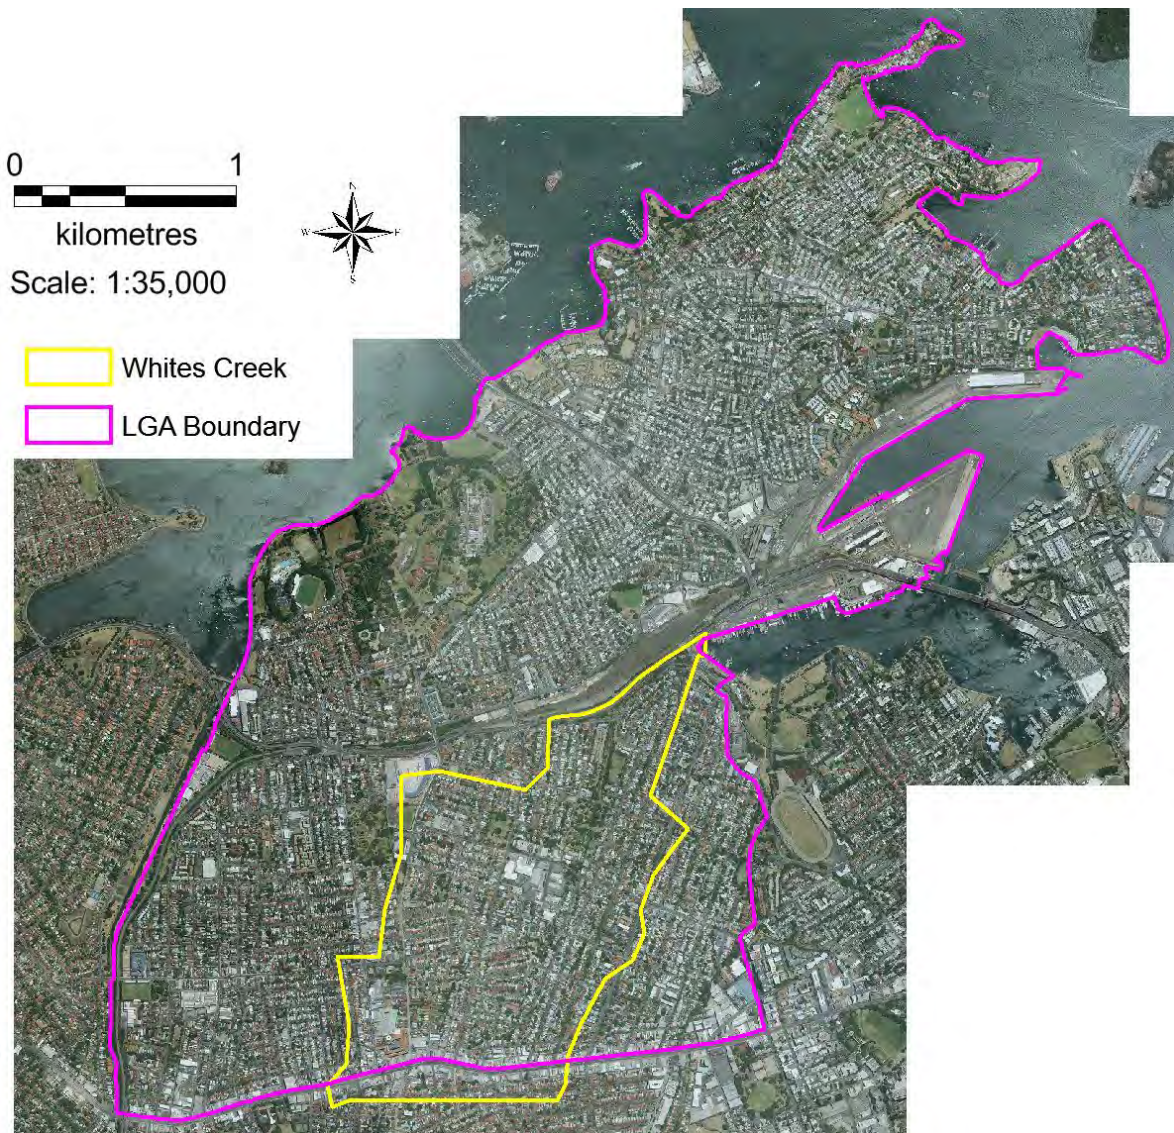 0 1
kilometres
Scale: 1:35,000
N
W E
S
Whites Creek
LGA Boundary